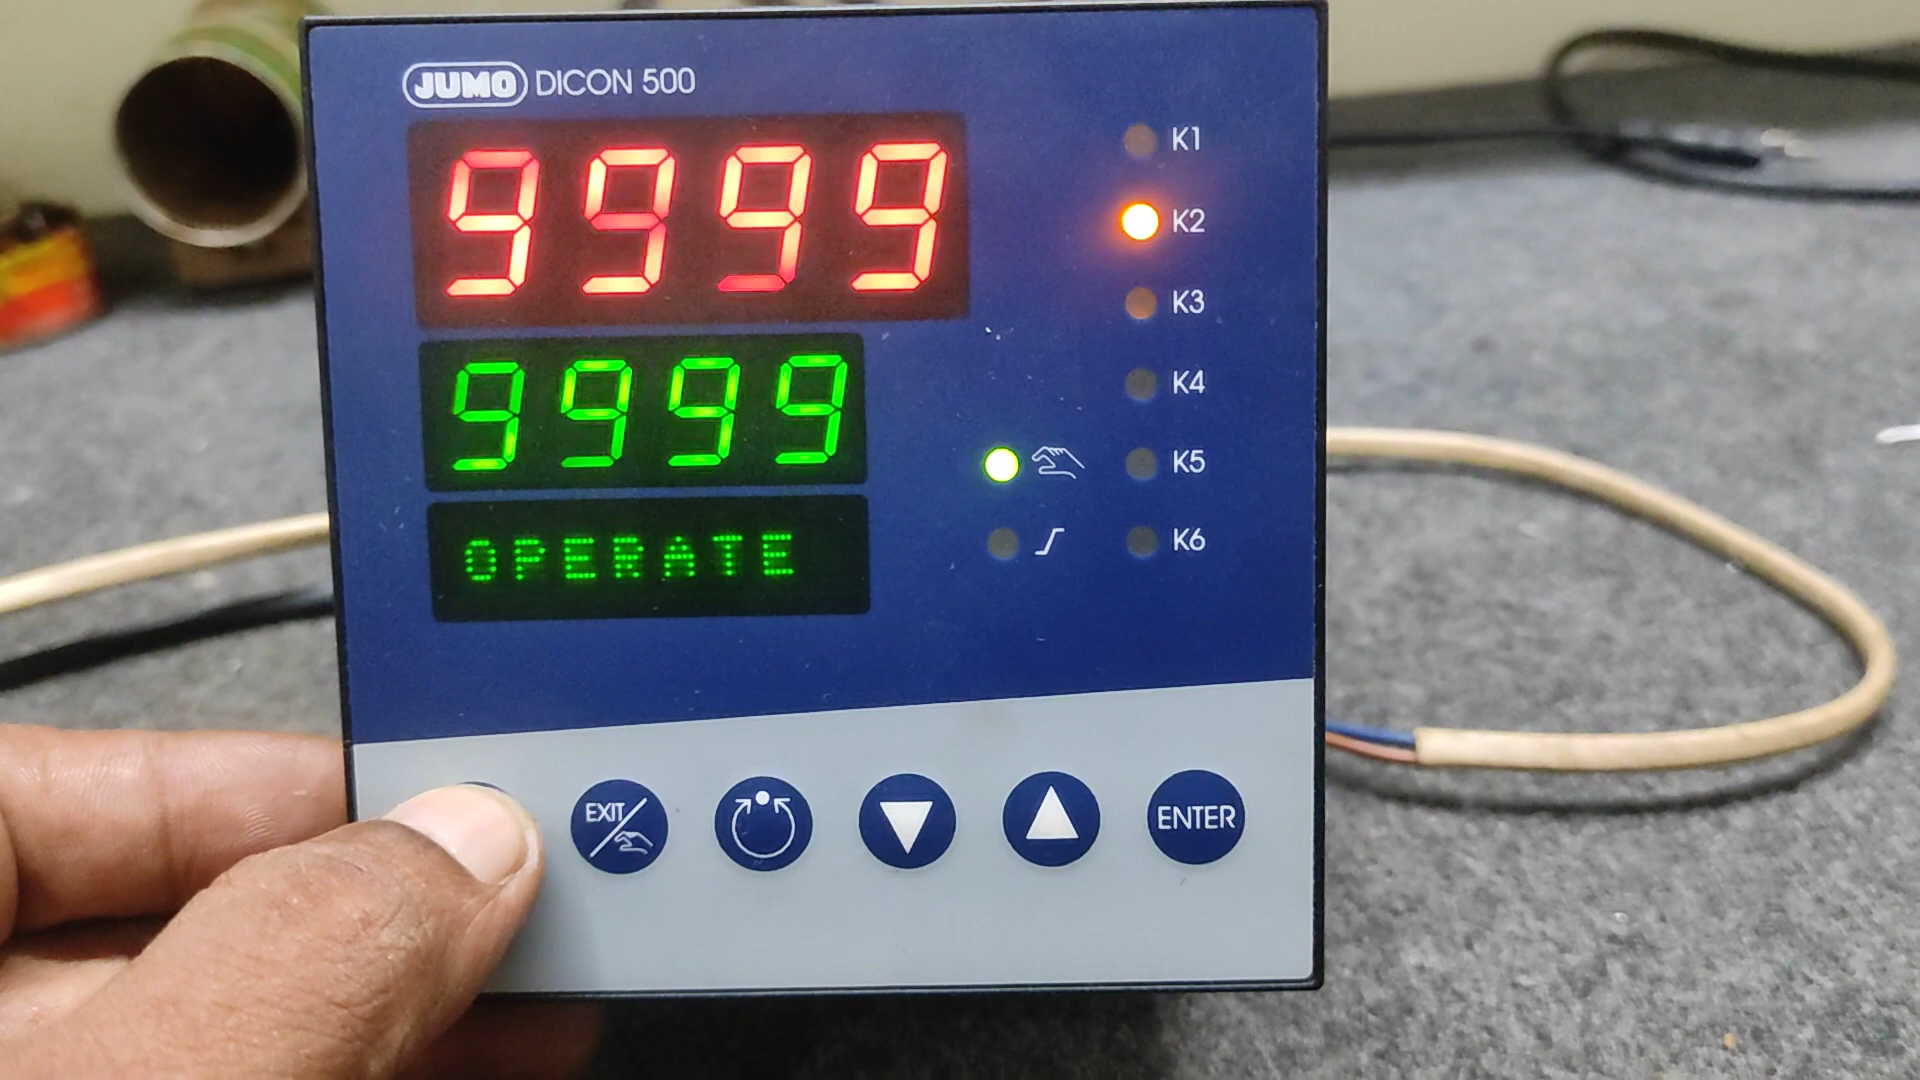 JUMO DICON 500
9999
9999
OPERATE
K1
K2
K3
K4
K5
K6
EXIT
ENTER